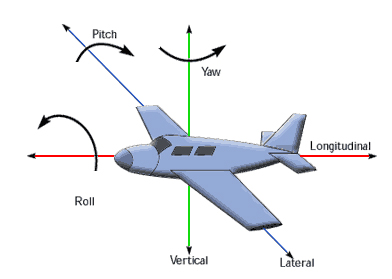 Pitch
Yaw
Longitudinal
Roll
Vertical
Lateral